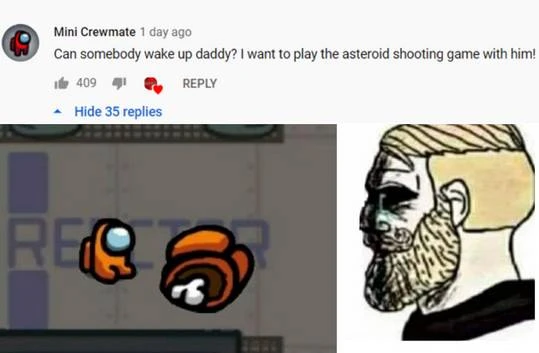 Mini Crewmate 1 day ago
Can somebody wake up daddy? I want to play the asteroid shooting game with him!
409 REPLY
Hide 35 replies
REACTOR